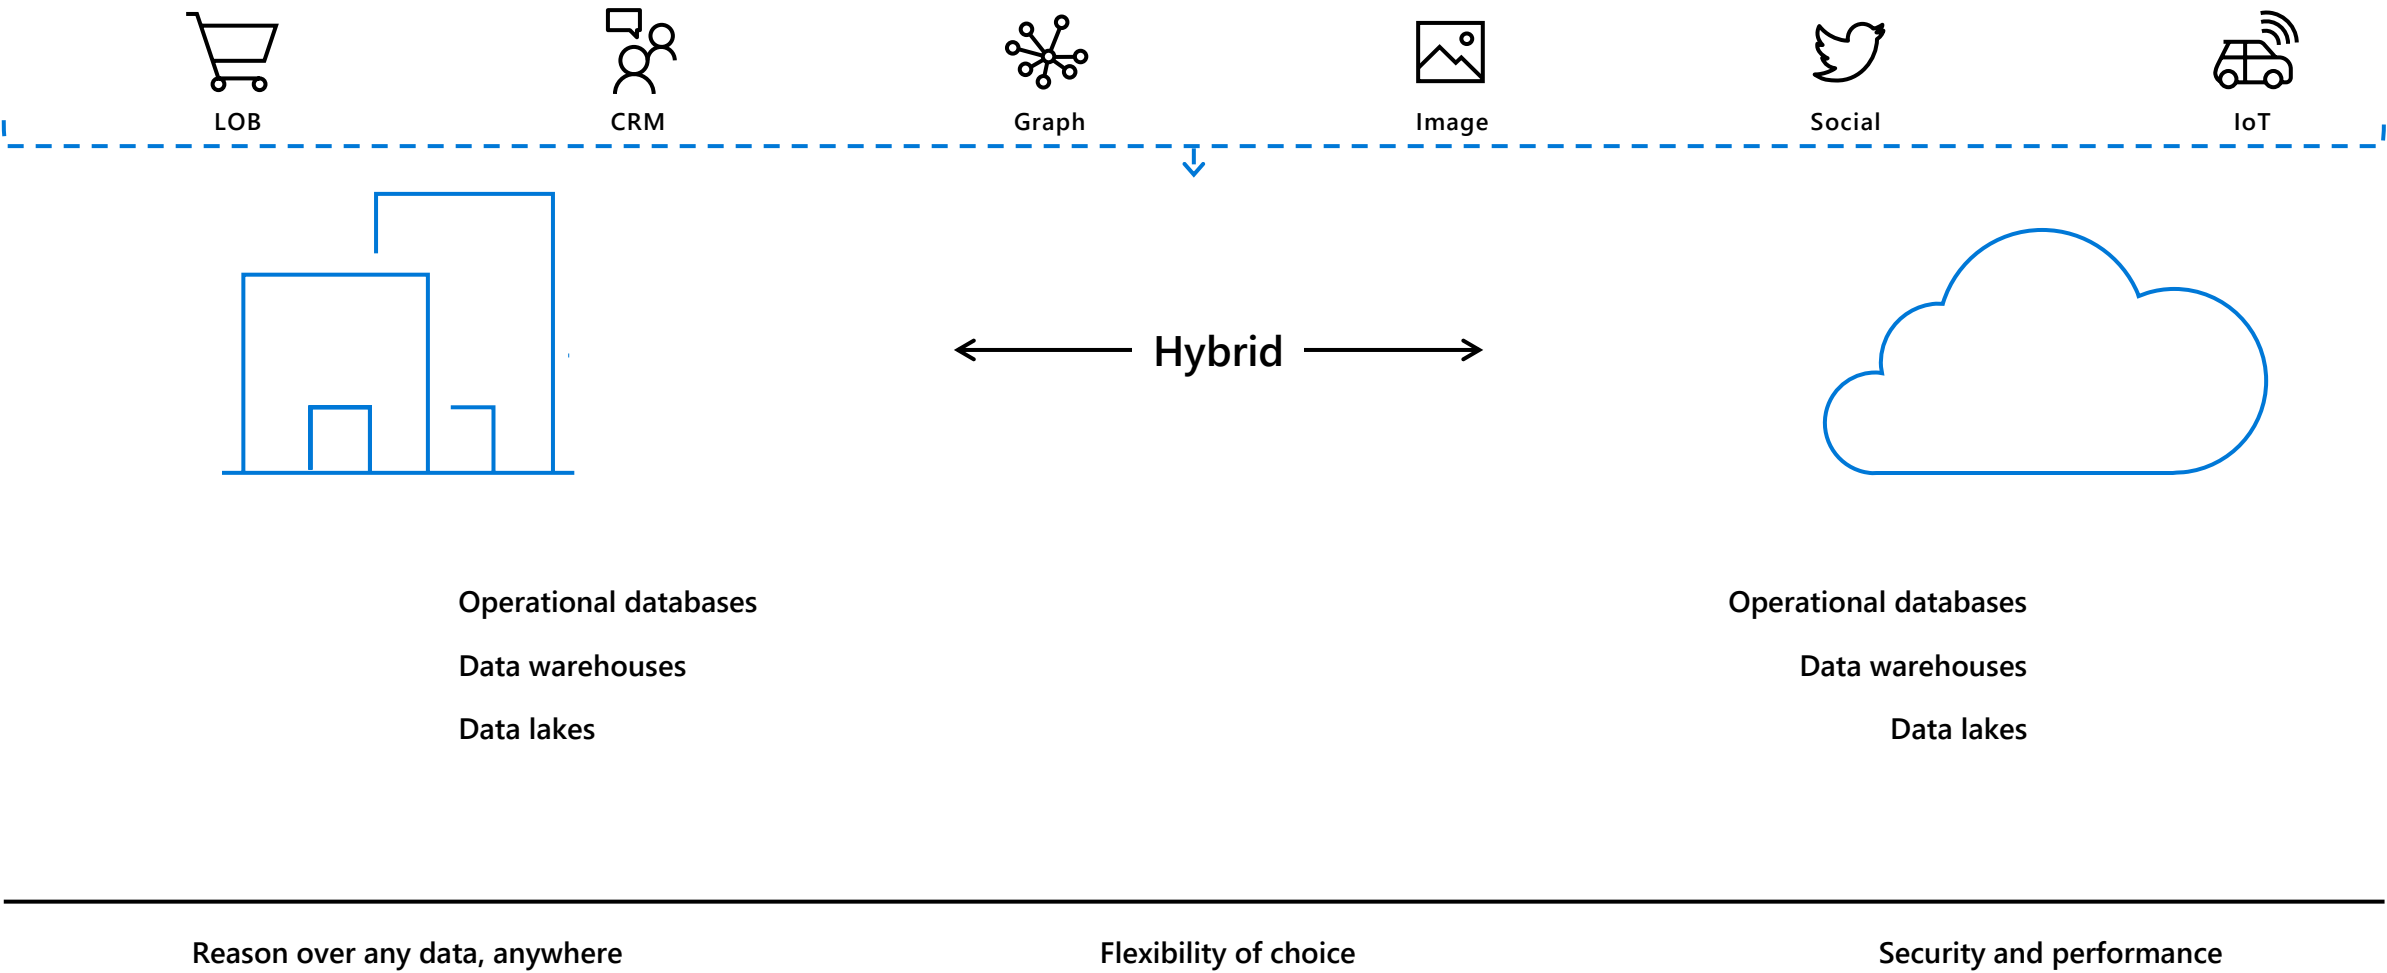 LOB
CRM
Graph
Image
Social
IoT
Hybrid
Operational databases
Data warehouses
Data lakes
Operational databases
Data warehouses
Data lakes
Reason over any data, anywhere
Flexibility of choice
Security and performance